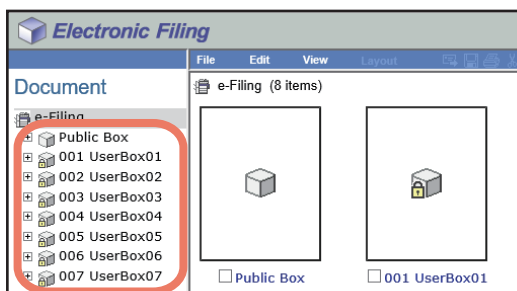 Electronic Filing
File Edit View Layout
Document
e-Filing
Public Box
001 UserBox01
002 UserBox02
003 UserBox03
004 UserBox04
005 UserBox05
006 UserBox06
007 UserBox07
e-Filing (8 items)
Public Box
001 UserBox01